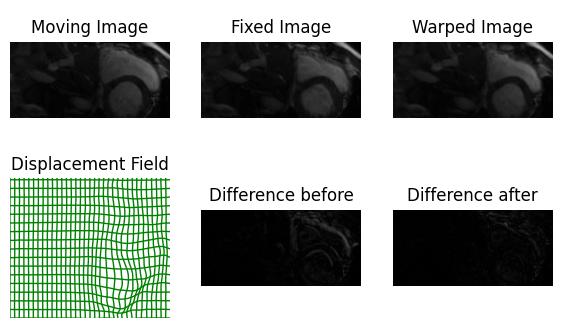 Moving Image
Fixed Image
Warped Image
Displacement Field
Difference before
Difference after